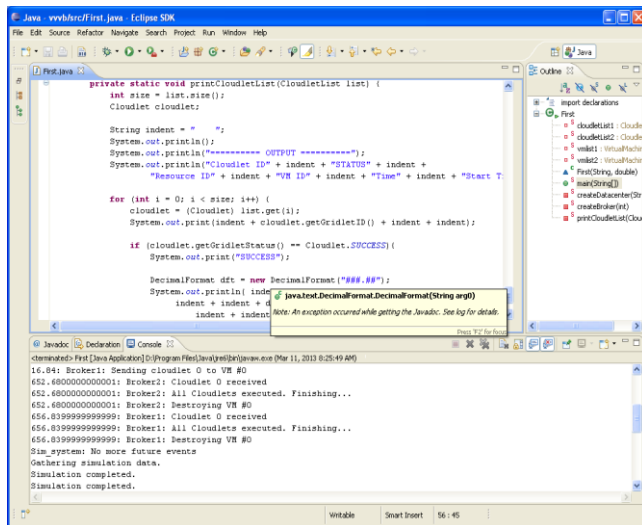 Java - vvvb/src/First.java - Eclipse SDK
File Edit Source Refactor Navigate Search Project Run Window Help
Java
First.java
private static void printCloudletList(CloudletList list) {
int size = list.size();
Cloudlet cloudlet;
String indent = "    ";
System.out.println();
System.out.println("========== OUTPUT ==========");
System.out.println("Cloudlet ID" + indent + "STATUS" + indent +
"Resource ID" + indent + "VM ID" + indent + "Time" + indent + "Start T
for (int i = 0; i < size; i++) {
cloudlet = (Cloudlet) list.get(i);
System.out.print(indent + cloudlet.getGridletID() + indent + indent);
if (cloudlet.getGridletStatus() == Cloudlet.SUCCESS){
System.out.print("SUCCESS");
DecimalFormat dft = new DecimalFormat("###.##");
System.out.println( inde
indent + indent + d
indent + indent
java.text.DecimalFormat.DecimalFormat(String arg0)
Note: An exception occurred while getting the Javadoc. See log for details.
Press 'F2' for focu
Outline
import declarations
First
cloudletList1 : Cloudle
cloudletList2 : Cloudle
vmlist1 : VirtualMachin
vmlist2 : VirtualMachin
First(String, double)
main(String[])
createDatacenter(Str
createBroker(int)
printCloudletList(Clou
Javadoc Declaration Console
<terminated> First [Java Application] D:\Program Files\Java\jre6\bin\javaw.exe (Mar 11, 2013 8:25:49 AM)
16.84: Broker1: Sending cloudlet 0 to VM #0
652.6800000000001: Broker2: Cloudlet 0 received
652.6800000000001: Broker2: All Cloudlets executed. Finishing...
652.6800000000001: Broker2: Destroying VM #0
656.8399999999999: Broker1: Cloudlet 0 received
656.8399999999999: Broker1: All Cloudlets executed. Finishing...
656.8399999999999: Broker1: Destroying VM #0
Sim_system: No more future events
Gathering simulation data.
Simulation completed.
Simulation completed.
Writable Smart Insert 56 : 45